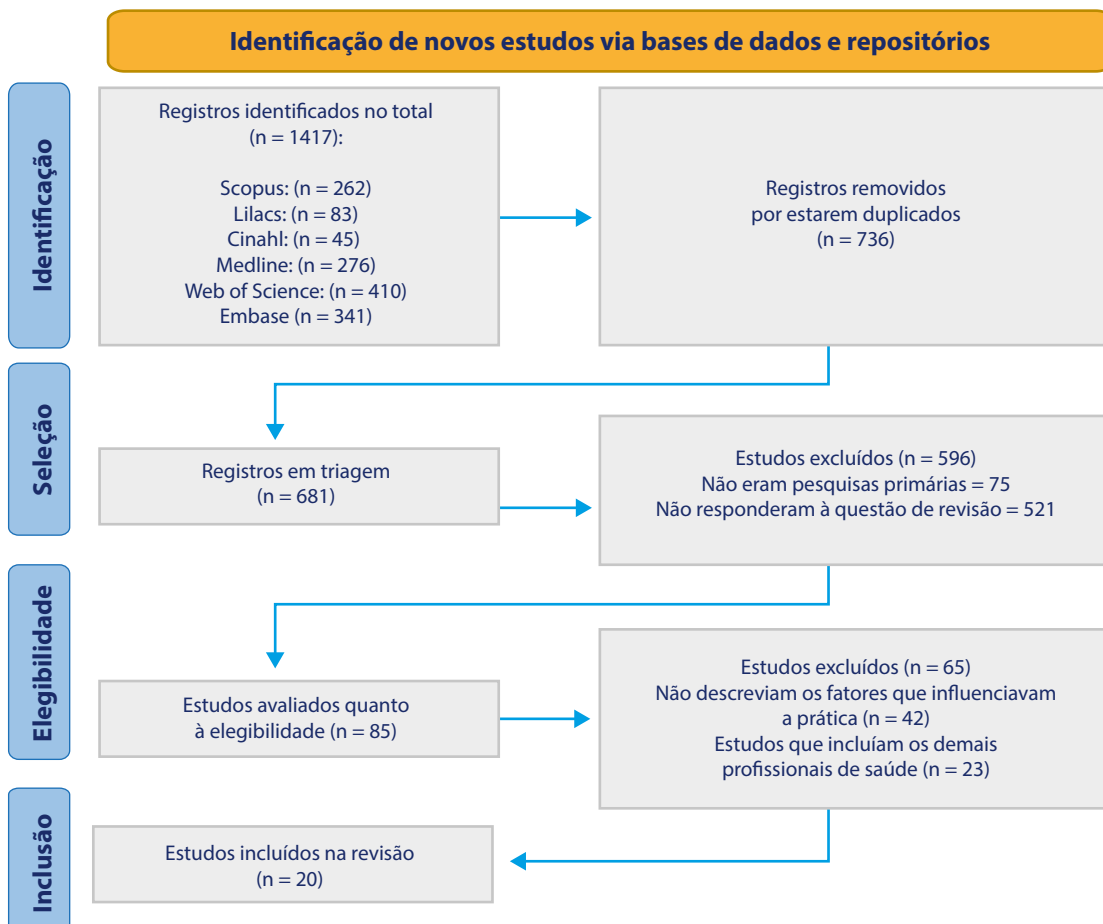 Identificação de novos estudos via bases de dados e repositórios
Identificação
Registros identificados no total
(n = 1417):
Scopus: (n = 262)
Lilacs: (n = 83)
Cinahl: (n = 45)
Medline: (n = 276)
Web of Science: (n = 410)
Embase (n = 341)
Registros removidos
por estarem duplicados
(n = 736)
Seleção
Registros em triagem
(n = 681)
Estudos excluídos (n = 596)
Não eram pesquisas primárias = 75
Não responderam à questão de revisão = 521
Elegibilidade
Estudos avaliados quanto
à elegibilidade (n = 85)
Estudos excluídos (n = 65)
Não descreviam os fatores que influenciavam
a prática (n = 42)
Estudos que incluíam os demais
profissionais de saúde (n = 23)
Inclusão
Estudos incluídos na revisão
(n = 20)